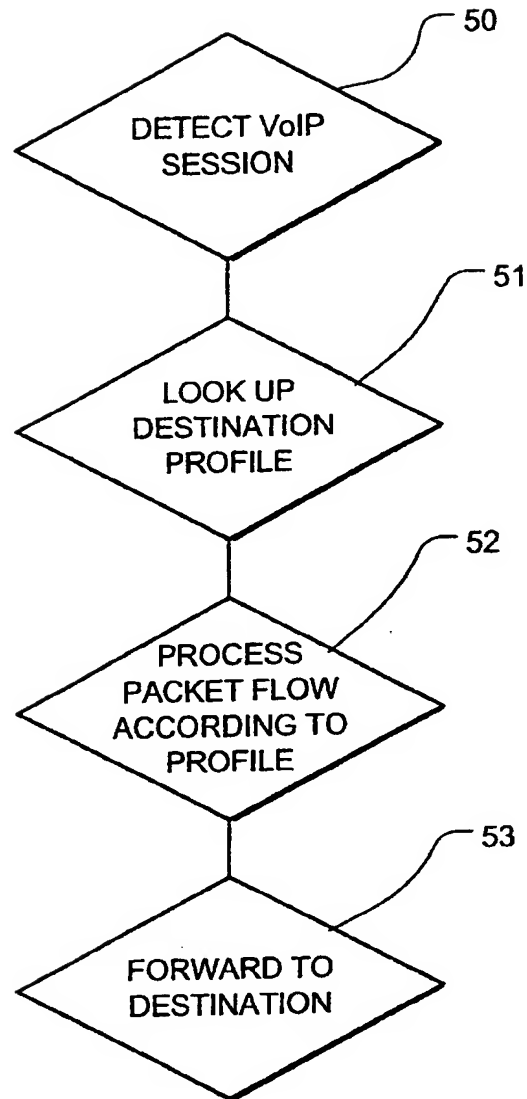 50
DETECT VoIP
SESSION
51
LOOK UP
DESTINATION
PROFILE
52
PROCESS
PACKET FLOW
ACCORDING TO
PROFILE
53
FORWARD TO
DESTINATION